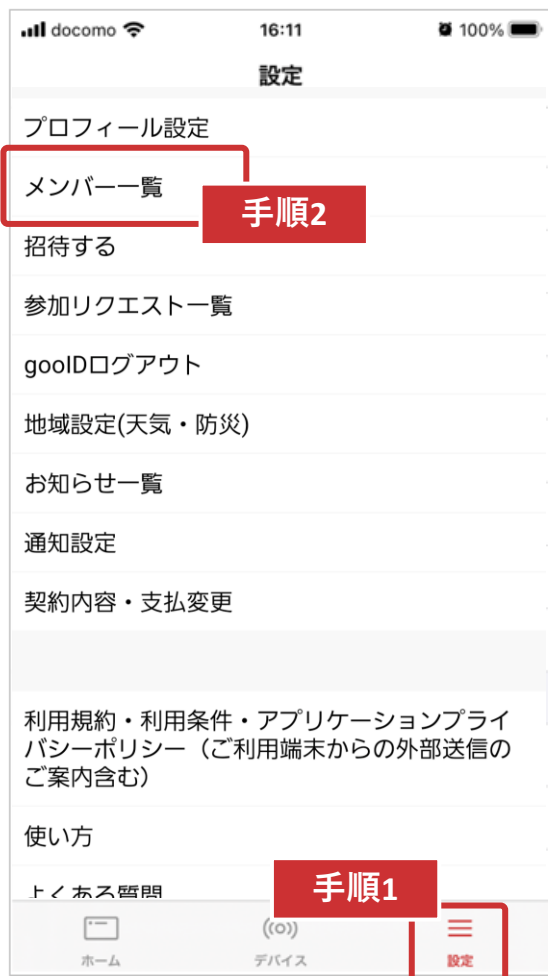 docomo 16:11 100%
設定
プロフィール設定
メンバー一覧
手順2
招待する
参加リクエスト一覧
gooIDログアウト
地域設定(天気・防災)
お知らせ一覧
通知設定
契約内容・支払変更
利用規約・利用条件・アプリケーションプライ
バシーポリシー（ご利用端末からの外部送信の
ご案内含む）
使い方
よくある質問
手順1
ホーム デバイス 設定